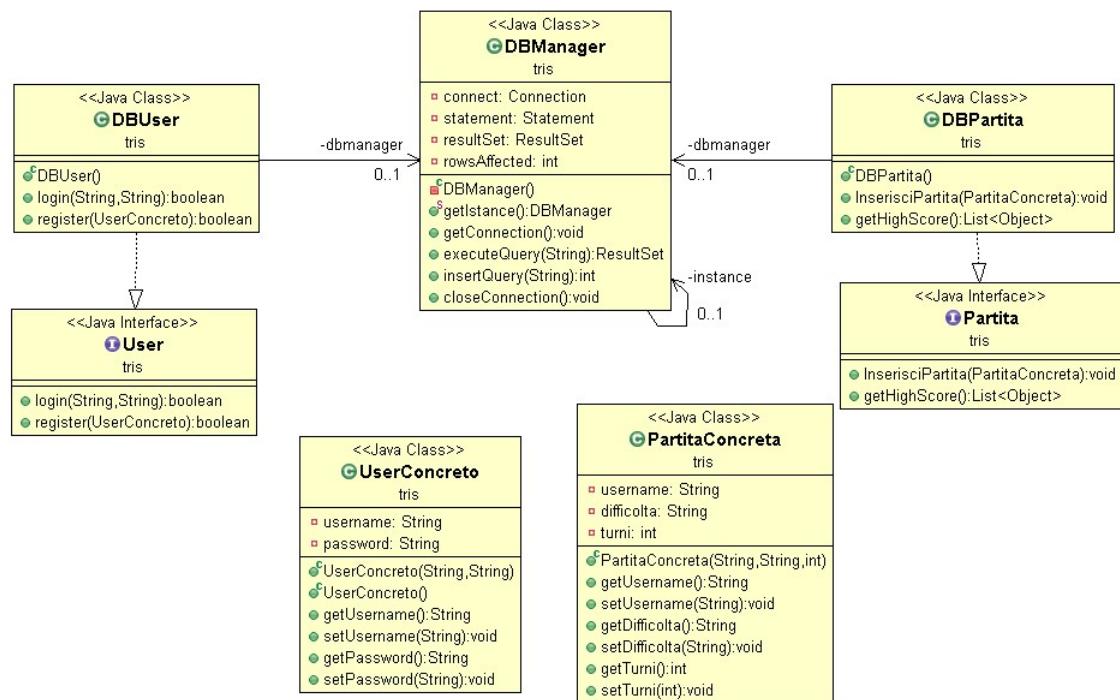 <<Java Class>>
DBManager
tris
connect: Connection
statement: Statement
resultSet: ResultSet
rowsAffected: int
DBManager()
getIstance():DBManager
getConnection():void
executeQuery(String):ResultSet
insertQuery(String):int
closeConnection():void
<<Java Class>>
DBUser
tris
DBUser()
login(String,String):boolean
register(UserConcreto):boolean
-dbmanager
0..1
<<Java Class>>
DBPartita
tris
DBPartita()
InserisciPartita(PartitaConcreta):void
getHighScore():List<Object>
-dbmanager
0..1
-instance
0..1
<<Java Interface>>
User
tris
login(String,String):boolean
register(UserConcreto):boolean
<<Java Interface>>
Partita
tris
InserisciPartita(PartitaConcreta):void
getHighScore():List<Object>
<<Java Class>>
UserConcreto
tris
username: String
password: String
UserConcreto(String,String)
UserConcreto()
getUsername():String
setUsername(String):void
getPassword():String
setPassword(String):void
<<Java Class>>
PartitaConcreta
tris
username: String
difficolta: String
turni: int
PartitaConcreta(String,String,int)
getUsername():String
setUsername(String):void
getDifficolta():String
setDifficolta(String):void
getTurni():int
setTurni(int):void